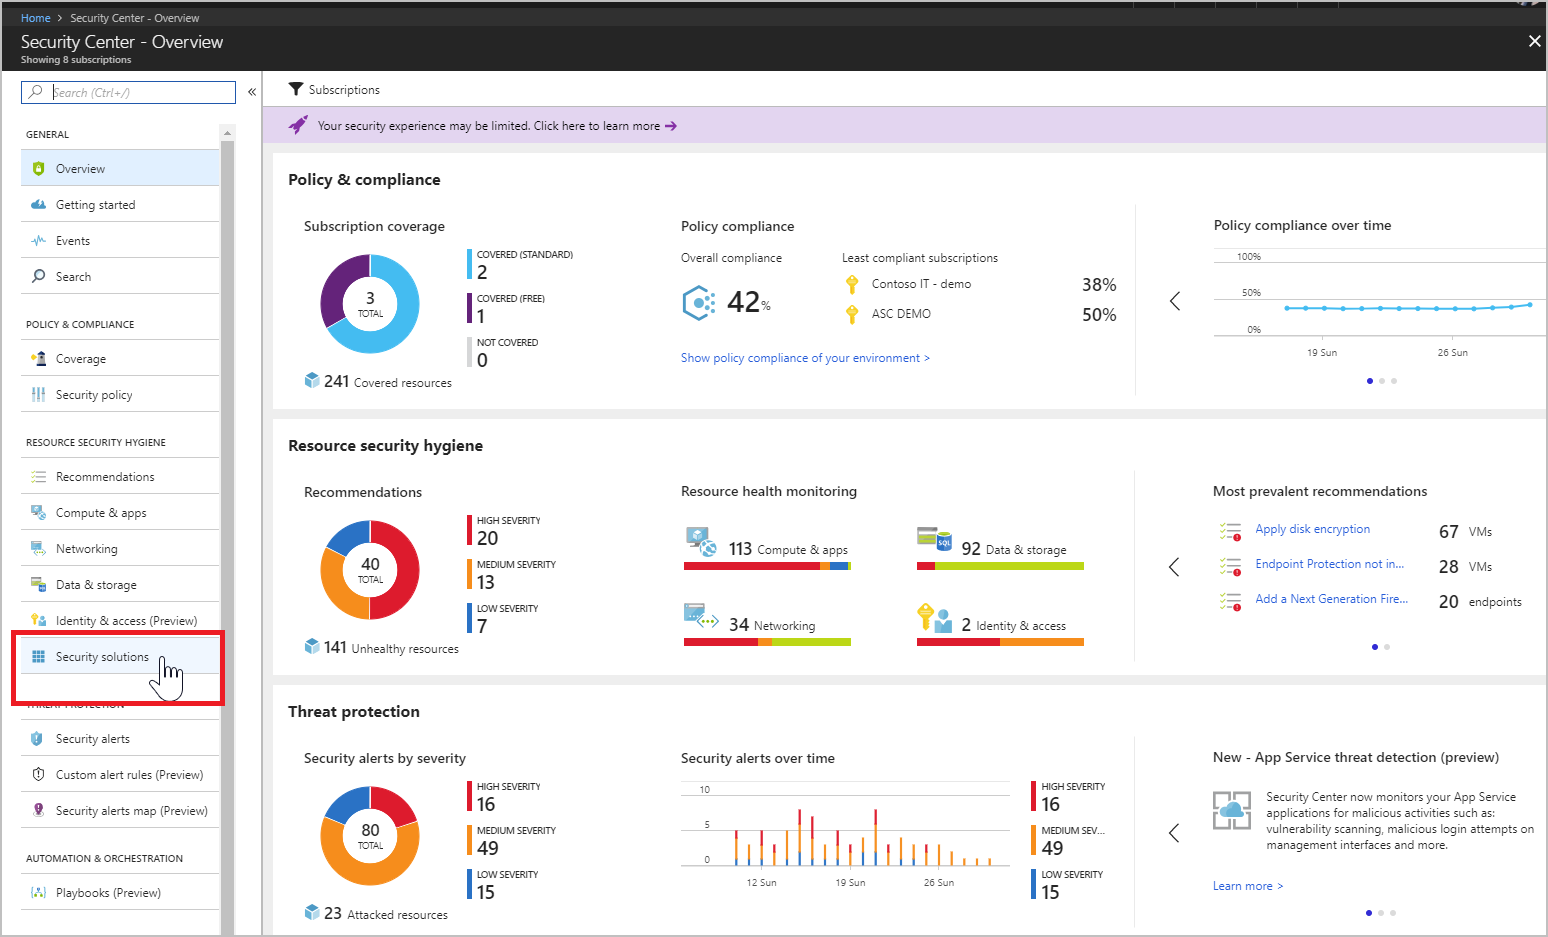 Home > Security Center - Overview
Security Center - Overview
Showing 8 subscriptions
Search (Ctrl+/)
GENERAL
Overview
Getting started
Events
Search
POLICY & COMPLIANCE
Coverage
Security policy
RESOURCE SECURITY HYGIENE
Recommendations
Compute & apps
Networking
Data & storage
Identity & access (Preview)
Security solutions
THREAT PROTECTION
Security alerts
Custom alert rules (Preview)
Security alerts map (Preview)
AUTOMATION & ORCHESTRATION
Playbooks (Preview)
Subscriptions
Your security experience may be limited. Click here to learn more →
Policy & compliance
Subscription coverage
3
TOTAL
COVERED (STANDARD)
2
COVERED (FREE)
1
NOT COVERED
0
241 Covered resources
Policy compliance
Overall compliance
42%
Least compliant subscriptions
Contoso IT - demo 38%
ASC DEMO 50%
Show policy compliance of your environment >
Policy compliance over time
100%
50%
0%
19 Sun 26 Sun
Resource security hygiene
Recommendations
40
TOTAL
HIGH SEVERITY
20
MEDIUM SEVERITY
13
LOW SEVERITY
7
141 Unhealthy resources
Resource health monitoring
113 Compute & apps
SQL
92 Data & storage
34 Networking
2 Identity & access
Most prevalent recommendations
Apply disk encryption 67 VMs
Endpoint Protection not in... 28 VMs
Add a Next Generation Fire... 20 endpoints
Threat protection
Security alerts by severity
80
TOTAL
HIGH SEVERITY
16
MEDIUM SEVERITY
49
LOW SEVERITY
15
23 Attacked resources
Security alerts over time
10
5
0
12 Sun 19 Sun 26 Sun
HIGH SEVERITY
16
MEDIUM SEV...
49
LOW SEVERITY
15
New - App Service threat detection (preview)
Security Center now monitors your App Service
applications for malicious activities such as:
vulnerability scanning, malicious login attempts on
management interfaces and more.
Learn more >